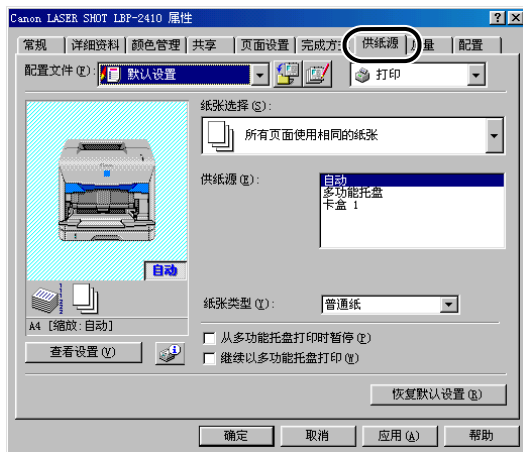 Canon LASER SHOT LBP-2410 属性
常规 详细资料 颜色管理 共享 页面设置 完成方 供纸源 量 配置
配置文件(F): 默认设置 打印
纸张选择(S):
所有页面使用相同的纸张
供纸源(E):
自动
多功能托盘
卡盒 1
自动
纸张类型(T): 普通纸
A4 [缩放:自动]
从多功能托盘打印时暂停(P)
查看设置(V)
继续以多功能托盘打印(W)
恢复默认设置(R)
确定 取消 应用(A) 帮助